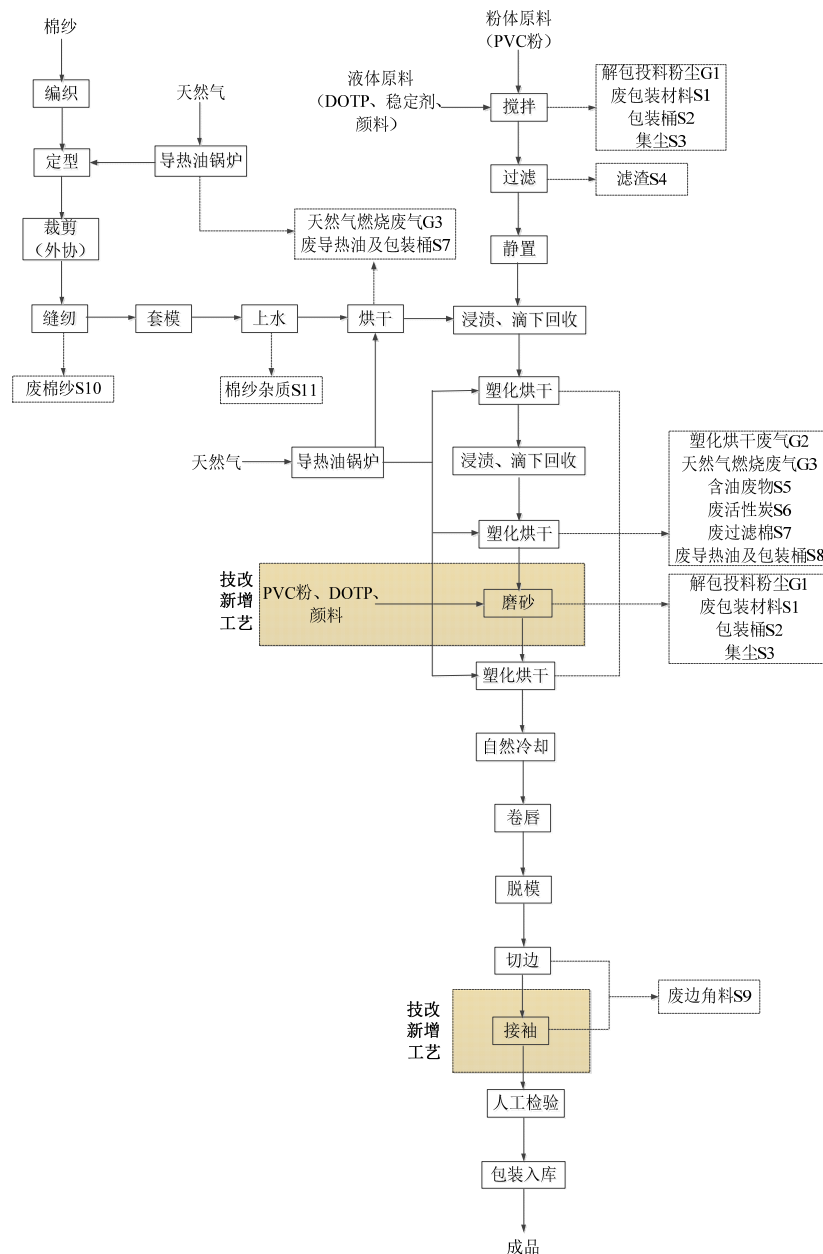 棉纱
粉体原料
（PVC粉）
编织
天然气
液体原料
（DOTP、稳定剂、
颜料）
搅拌
解包投料粉尘G1
废包装材料S1
包装桶S2
集尘S3
定型
导热油锅炉
过滤
滤渣S4
裁剪
（外协）
天然气燃烧废气G3
废导热油及包装桶S7
静置
缝纫
套模
上水
烘干
浸渍、滴下回收
废棉纱S10
棉纱杂质S11
塑化烘干
天然气
导热油锅炉
浸渍、滴下回收
塑化烘干废气G2
天然气燃烧废气G3
含油废物S5
废活性炭S6
废过滤棉S7
废导热油及包装桶S8
塑化烘干
技改
新增
工艺
PVC粉、DOTP、
颜料
磨砂
解包投料粉尘G1
废包装材料S1
包装桶S2
集尘S3
塑化烘干
自然冷却
卷唇
脱模
切边
废边角料S9
技改
新增
工艺
接袖
人工检验
包装入库
成品